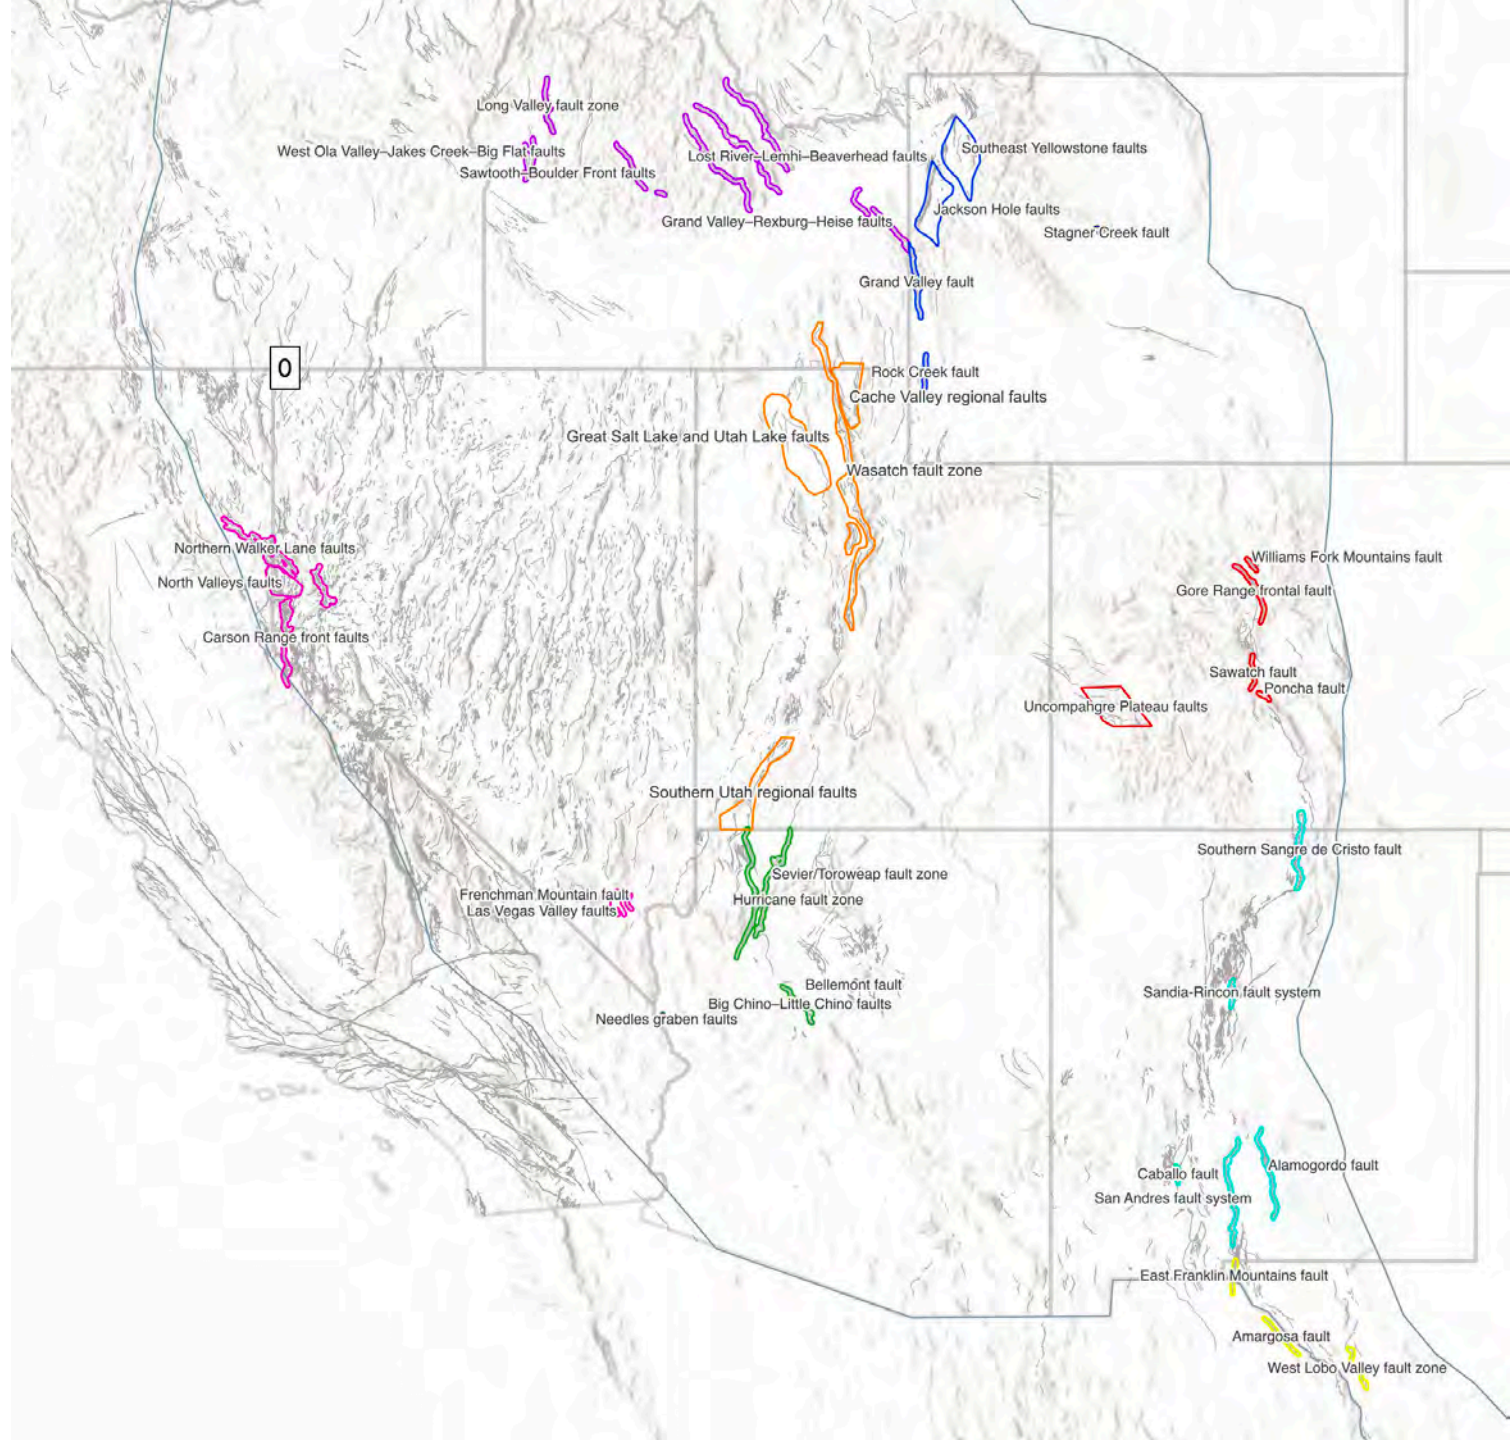 Long Valley fault zone
West Ola Valley–Jakes Creek–Big Flat faults
Sawtooth–Boulder Front faults
Lost River–Lemhi–Beaverhead faults
Southeast Yellowstone faults
Grand Valley–Rexburg–Heise faults
Jackson Hole faults
Stagner Creek fault
Grand Valley fault
0
Rock Creek fault
Cache Valley regional faults
Great Salt Lake and Utah Lake faults
Wasatch fault zone
Northern Walker Lane faults
North Valleys faults
Carson Range front faults
Williams Fork Mountains fault
Gore Range frontal fault
Sawatch fault
Poncha fault
Uncompahgre Plateau faults
Southern Utah regional faults
Southern Sangre de Cristo fault
Sevier/Toroweap fault zone
Hurricane fault zone
Frenchman Mountain fault
Las Vegas Valley faults
Bellemont fault
Big Chino–Little Chino faults
Needles graben faults
Sandia-Rincon fault system
Caballo fault
Alamogordo fault
San Andres fault system
East Franklin Mountains fault
Amargosa fault
West Lobo Valley fault zone